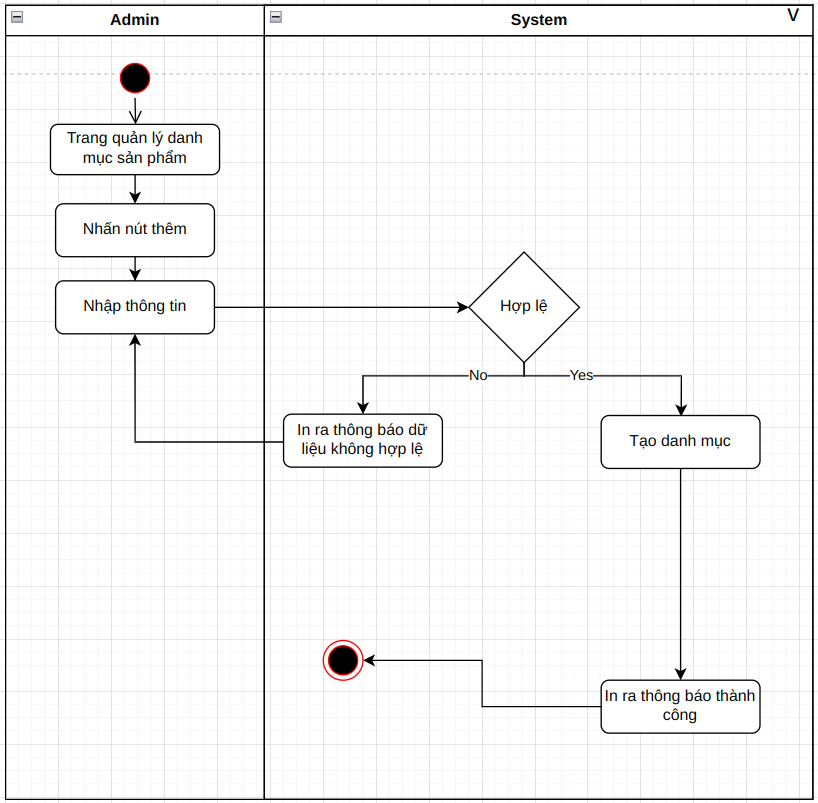 Admin
System
V
Trang quản lý danh
mục sản phẩm
Nhấn nút thêm
Nhập thông tin
Hợp lệ
No
Yes
In ra thông báo dữ
liệu không hợp lệ
Tạo danh mục
In ra thông báo thành
công